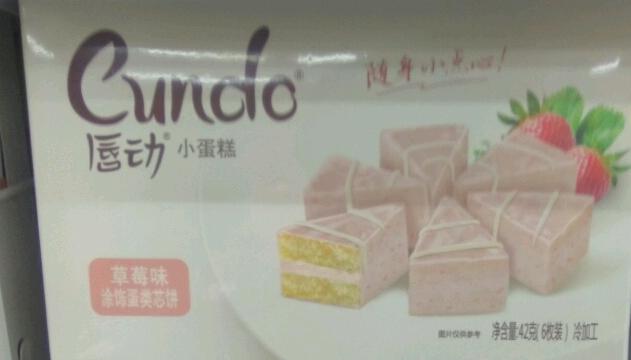 Cundo®
随身小点心！
唇动® 小蛋糕
草莓味
涂饰蛋类芯饼
图片仅供参考 净含量:42克(6枚装) 冷加工